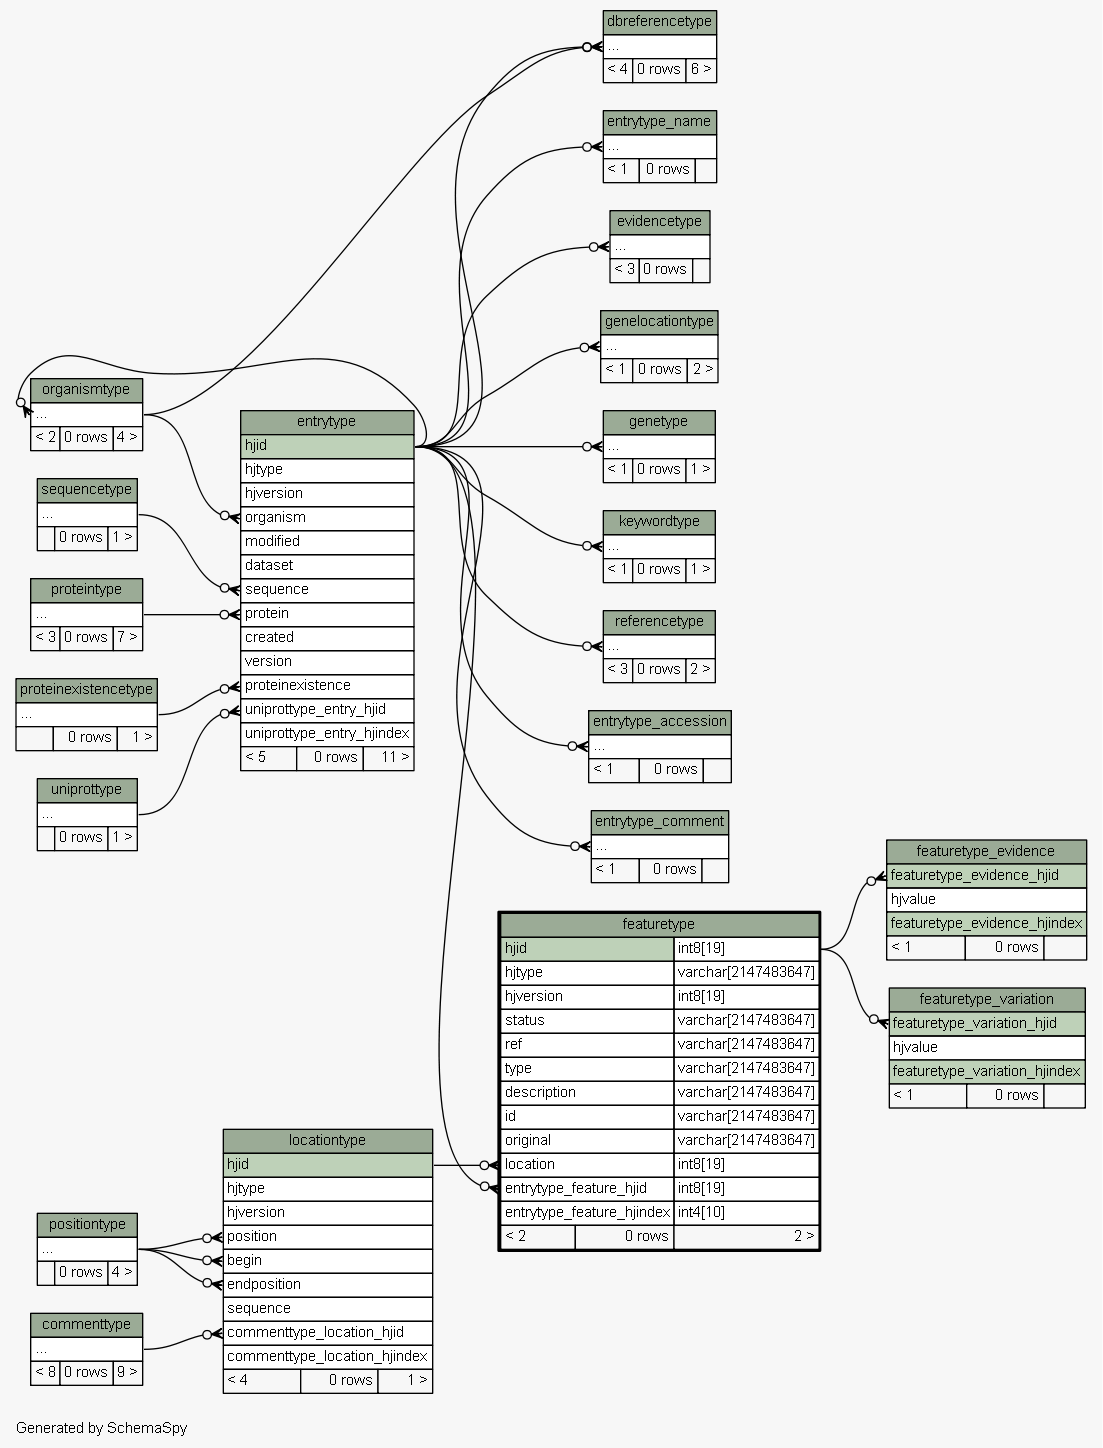 dbreferencetype
...
< 4 0 rows 6 >
entrytype_name
...
< 1 0 rows
evidencetype
...
< 3 0 rows
genelocationtype
...
< 1 0 rows 2 >
organismtype
...
< 2 0 rows 4 >
sequencetype
...
0 rows 1 >
proteintype
...
< 3 0 rows 7 >
proteinexistencetype
...
0 rows 1 >
uniprottype
...
0 rows 1 >
entrytype
hjid
hjtype
hjversion
organism
modified
dataset
sequence
protein
created
version
proteinexistence
uniprottype_entry_hjid
uniprottype_entry_hjindex
< 5 0 rows 11 >
genetype
...
< 1 0 rows 1 >
keywordtype
...
< 1 0 rows 1 >
referencetype
...
< 3 0 rows 2 >
entrytype_accession
...
< 1 0 rows
entrytype_comment
...
< 1 0 rows
featuretype_evidence
featuretype_evidence_hjid
hjvalue
featuretype_evidence_hjindex
< 1 0 rows
featuretype_variation
featuretype_variation_hjid
hjvalue
featuretype_variation_hjindex
< 1 0 rows
featuretype
hjid int8[19]
hjtype varchar[2147483647]
hjversion int8[19]
status varchar[2147483647]
ref varchar[2147483647]
type varchar[2147483647]
description varchar[2147483647]
id varchar[2147483647]
original varchar[2147483647]
location int8[19]
entrytype_feature_hjid int8[19]
entrytype_feature_hjindex int4[10]
< 2 0 rows 2 >
locationtype
hjid
hjtype
hjversion
position
begin
endposition
sequence
commenttype_location_hjid
commenttype_location_hjindex
< 4 0 rows 1 >
positiontype
...
0 rows 4 >
commenttype
...
< 8 0 rows 9 >
Generated by SchemaSpy